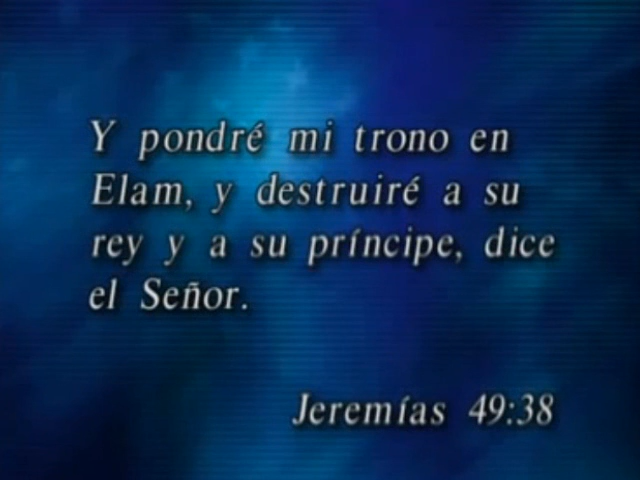 Y pondré mi trono en
Elam, y destruiré a su
rey y a su príncipe, dice
el Señor.
Jeremías 49:38